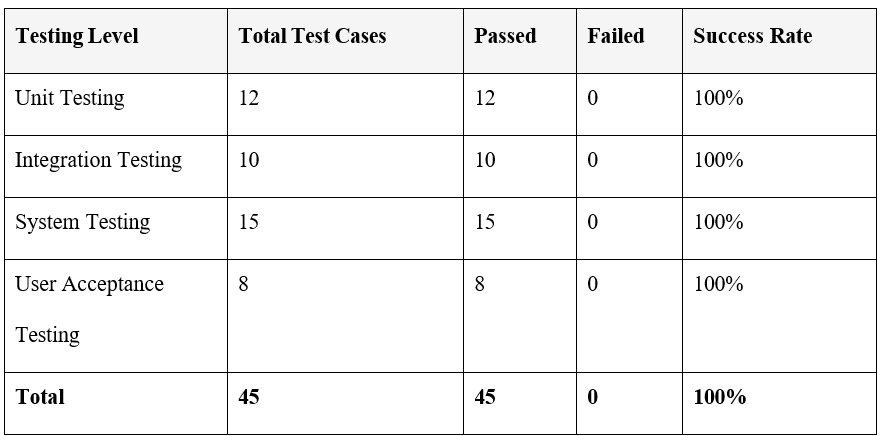 Testing Level Total Test Cases Passed Failed Success Rate
Unit Testing 12 12 0 100%
Integration Testing 10 10 0 100%
System Testing 15 15 0 100%
User Acceptance 8 8 0 100%
Testing
Total 45 45 0 100%